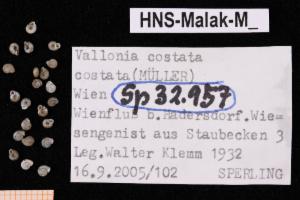 HNS-Malak-M_
Vallonia costata
costata(MÜLLER)
Wien Sp 32.957
Wienfluß b.Hadersdorf.Wie=
sengenist aus Staubecken 3
Leg.Walter Klemm 1932
16.9.2005/102 SPERLING